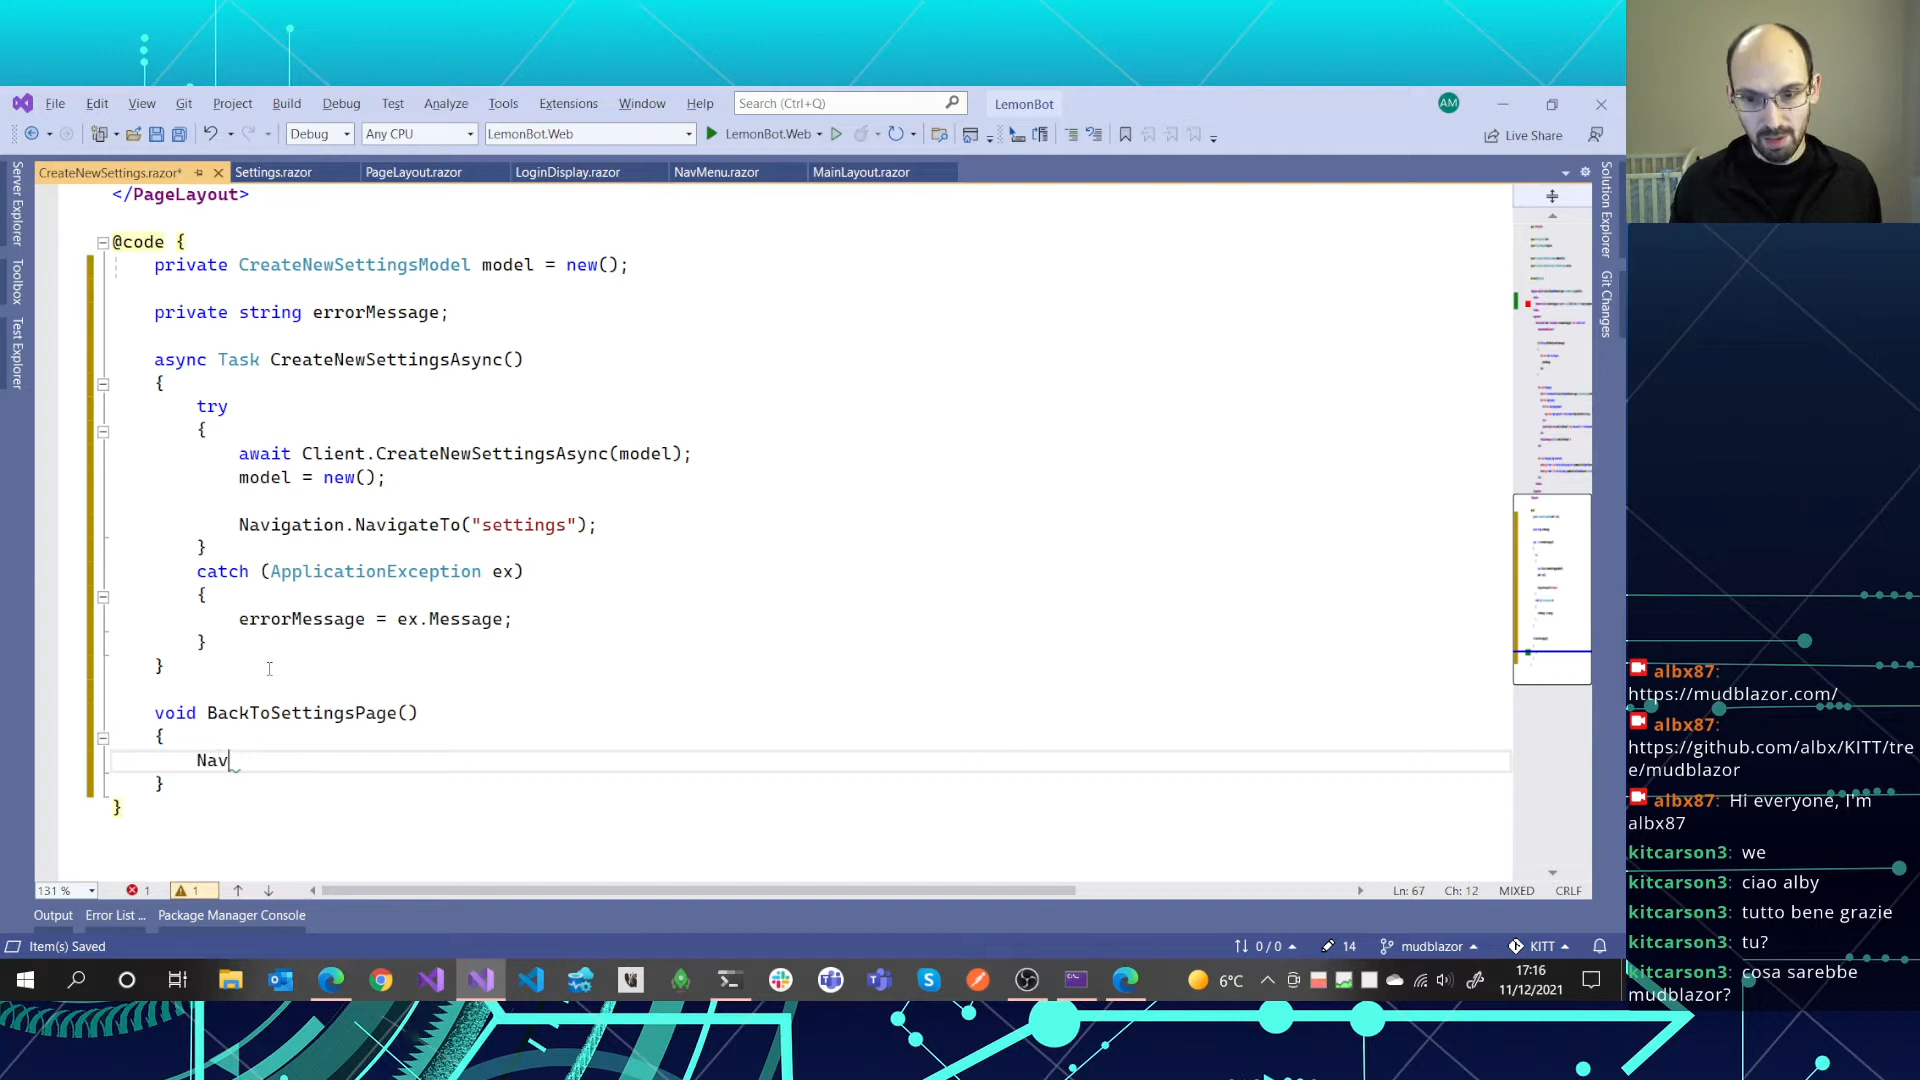 File Edit View Git Project Build Debug Test Analyze Tools Extensions Window Help Search (Ctrl+Q) LemonBot AM
Debug Any CPU LemonBot.Web LemonBot.Web Live Share
CreateNewSettings.razor* Settings.razor PageLayout.razor LoginDisplay.razor NavMenu.razor MainLayout.razor
Server Explorer
Toolbox
Test Explorer
Solution Explorer
Git Changes
</PageLayout>
@code {
private CreateNewSettingsModel model = new();
private string errorMessage;
async Task CreateNewSettingsAsync()
{
try
{
await Client.CreateNewSettingsAsync(model);
model = new();
Navigation.NavigateTo("settings");
}
catch (ApplicationException ex)
{
errorMessage = ex.Message;
}
}
void BackToSettingsPage()
{
Nav
}
}
131 % 1 1 Ln: 67 Ch: 12 MIXED CRLF
Output Error List ... Package Manager Console
Item(s) Saved 0 / 0 14 mudblazor KITT
6°C 17:16
11/12/2021
albx87:
https://mudblazor.com/
albx87:
https://github.com/albx/KITT/tre
e/mudblazor
albx87: Hi everyone, I'm
albx87
kitcarson3: we
kitcarson3: ciao alby
kitcarson3: tutto bene grazie
kitcarson3: tu?
kitcarson3: cosa sarebbe
mudblazor?